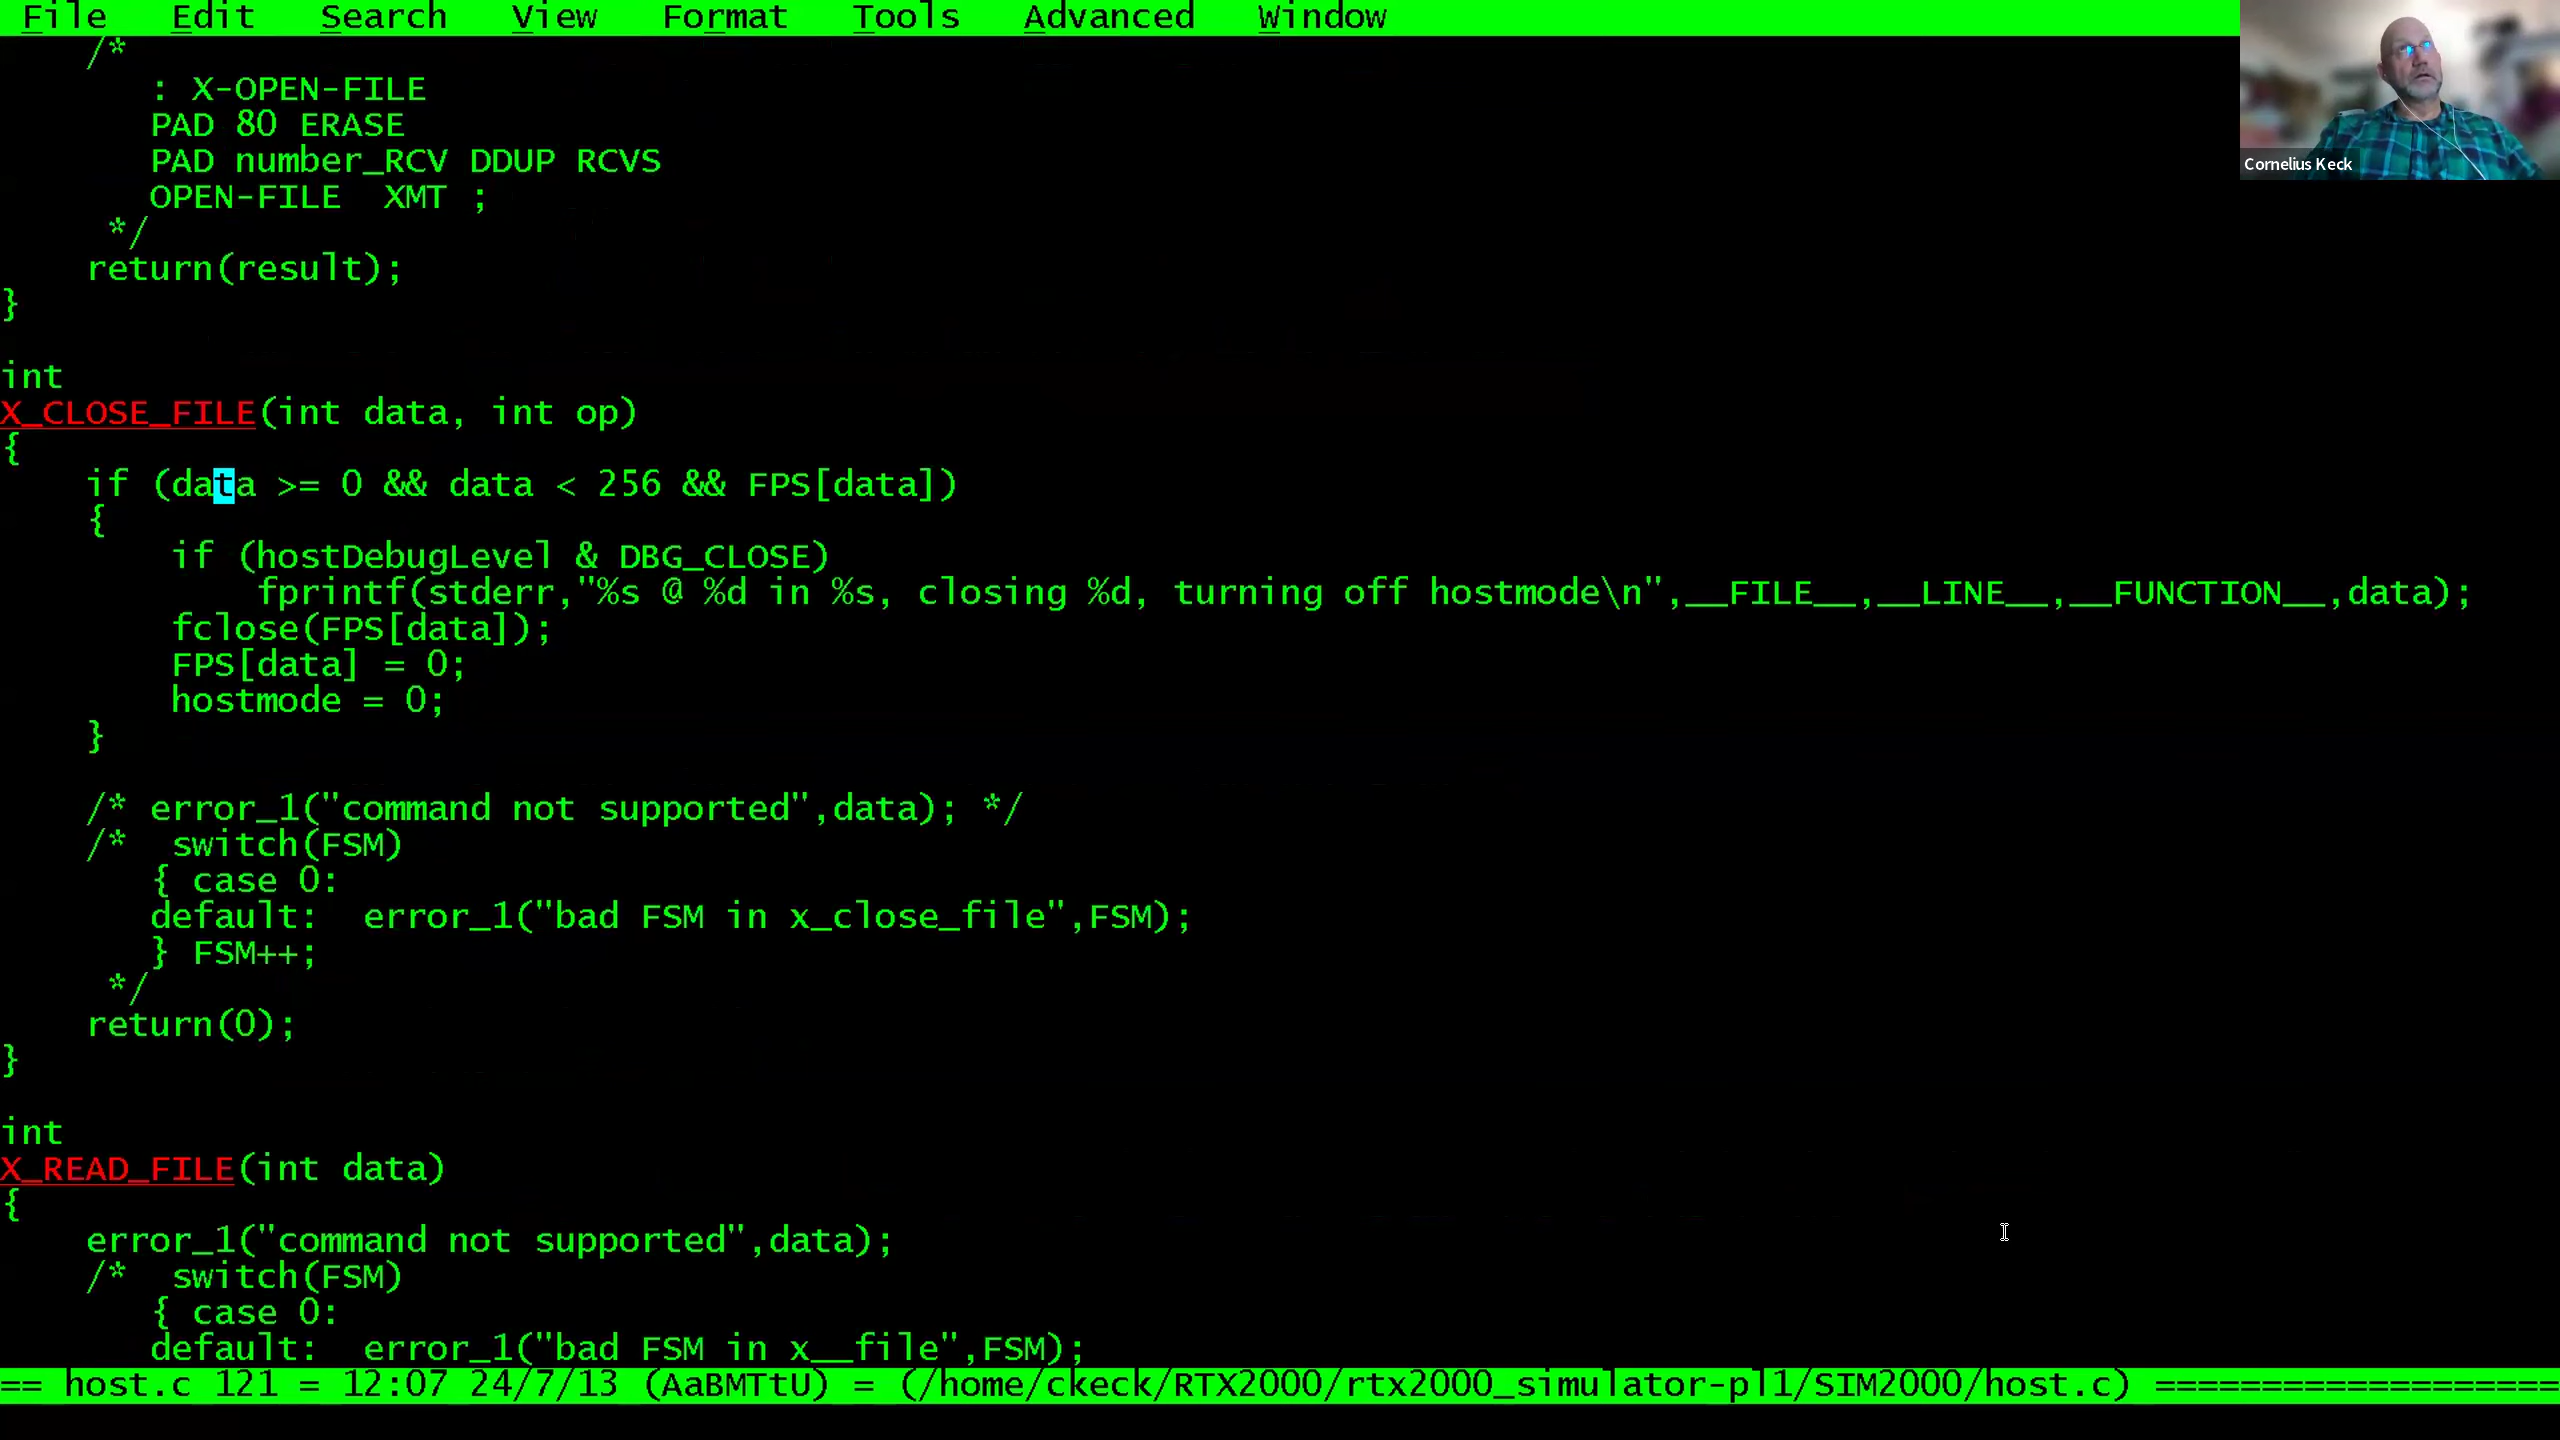 File Edit Search View Format Tools Advanced Window
/*
: X-OPEN-FILE
PAD 80 ERASE
PAD number_RCV DDUP RCVS
OPEN-FILE XMT ;
*/
return(result);
}
int
X_CLOSE_FILE(int data, int op)
{
if (data >= 0 && data < 256 && FPS[data])
{
if (hostDebugLevel & DBG_CLOSE)
fprintf(stderr,"%s @ %d in %s, closing %d, turning off hostmode\n",__FILE__,__LINE__,__FUNCTION__,data);
fclose(FPS[data]);
FPS[data] = 0;
hostmode = 0;
}
/* error_1("command not supported",data); */
/* switch(FSM)
{ case 0:
default: error_1("bad FSM in x_close_file",FSM);
} FSM++;
*/
return(0);
}
int
X_READ_FILE(int data)
{
error_1("command not supported",data);
/* switch(FSM)
{ case 0:
default: error_1("bad FSM in x__file",FSM);
== host.c 121 = 12:07 24/7/13 (AaBMTtU) = (/home/ckeck/RTX2000/rtx2000_simulator-pl1/SIM2000/host.c) ===================
Cornelius Keck